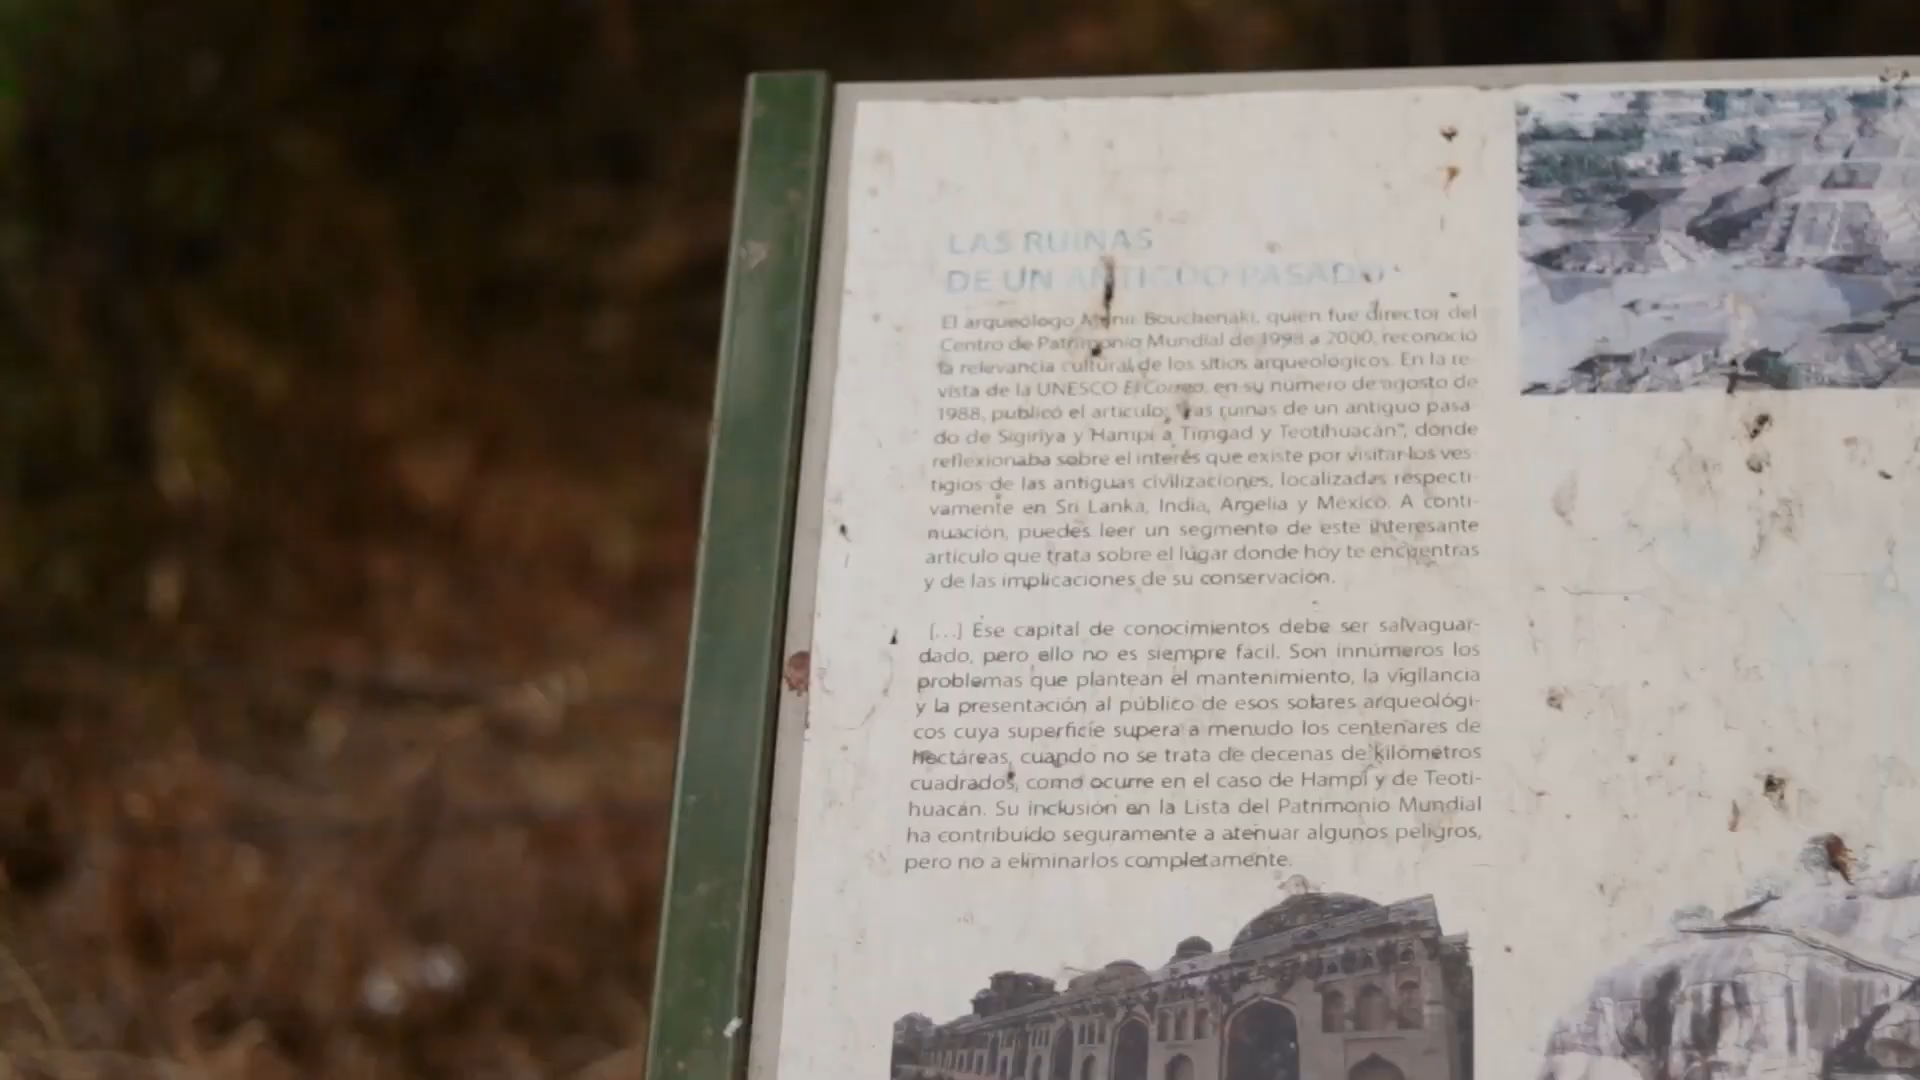 LAS RUINAS
DE UN ANTIGUO PASADO
El arqueólogo Munir Bouchenaki, quien fue director del
Centro de Patrimonio Mundial de 1998 a 2000, reconoció
la relevancia cultural de los sitios arqueológicos. En la re-
vista de la UNESCO El Correo, en su número de agosto de
1988, publicó el artículo: "Las ruinas de un antiguo pasa-
do de Sigiriya y Hampi a Timgad y Teotihuacán", donde
reflexionaba sobre el interés que existe por visitar los ves-
tigios de las antiguas civilizaciones, localizadas respecti-
vamente en Sri Lanka, India, Argelia y México. A conti-
nuación, puedes leer un segmento de este interesante
artículo que trata sobre el lugar donde hoy te encuentras
y de las implicaciones de su conservación.
[...] Ese capital de conocimientos debe ser salvaguar-
dado, pero ello no es siempre fácil. Son innúmeros los
problemas que plantean el mantenimiento, la vigilancia
y la presentación al público de esos solares arqueológi-
cos cuya superficie supera a menudo los centenares de
hectáreas, cuando no se trata de decenas de kilómetros
cuadrados, como ocurre en el caso de Hampi y de Teoti-
huacán. Su inclusión en la Lista del Patrimonio Mundial
ha contribuido seguramente a atenuar algunos peligros,
pero no a eliminarlos completamente.